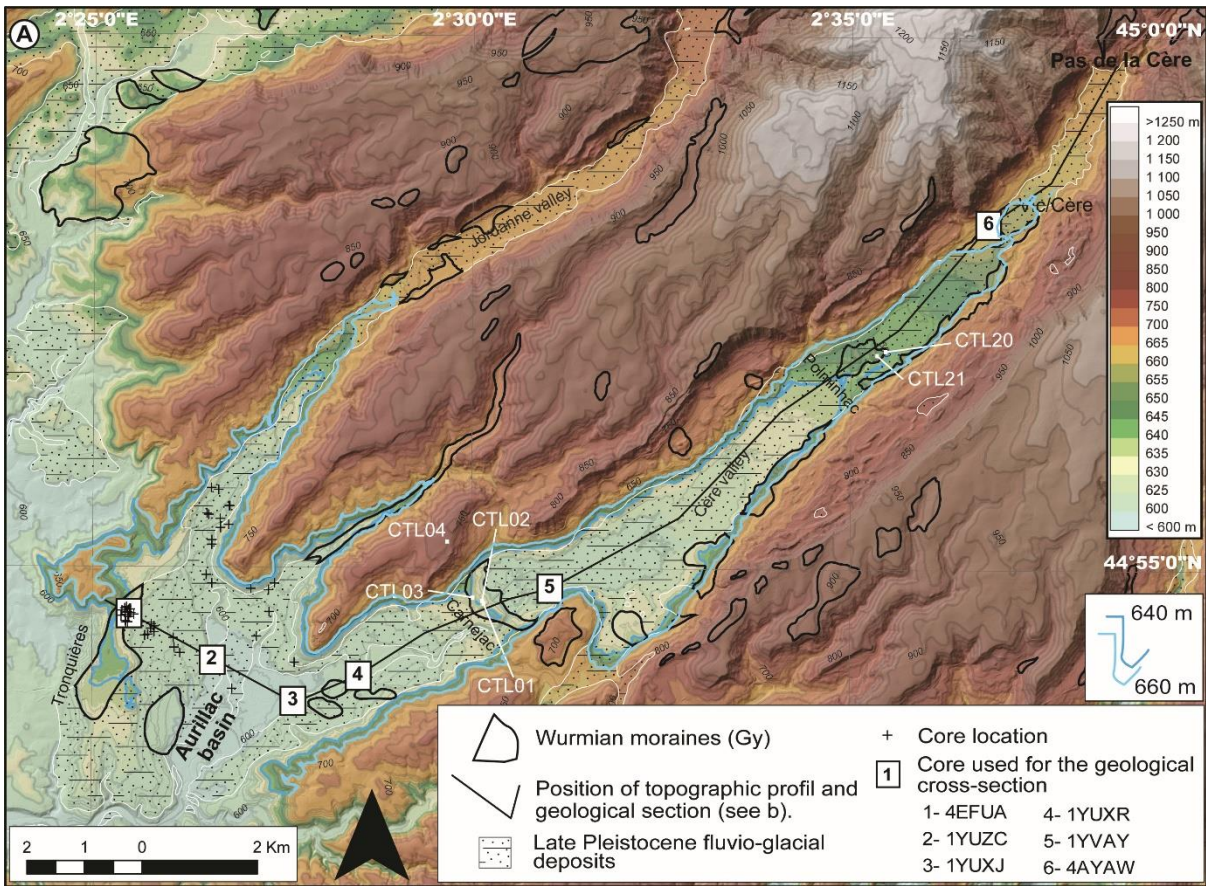 A
2°25'0"E
2°30'0"E
2°35'0"E
45°0'0"N
Pas de la Cère
>1250 m
1 200
1 150
1 100
1 050
1 000
950
900
850
800
750
700
665
660
655
650
645
640
635
630
625
600
< 600 m
Jordanne valley
6
e/Cère
CTL20
CTL21
Cère valley
CTL04
CTL02
CTL03
CTL01
Carnejac
44°55'0"N
5
4
3
2
Tronquières
Aurillac
basin
640 m
660 m
Wurmian moraines (Gy)
Position of topographic profil and
geological section (see b).
Late Pleistocene fluvio-glacial
deposits
+ Core location
1 Core used for the geological
cross-section
1- 4EFUA
2- 1YUZC
3- 1YUXJ
4- 1YUXR
5- 1YVAY
6- 4AYAW
2 1 0 2 Km